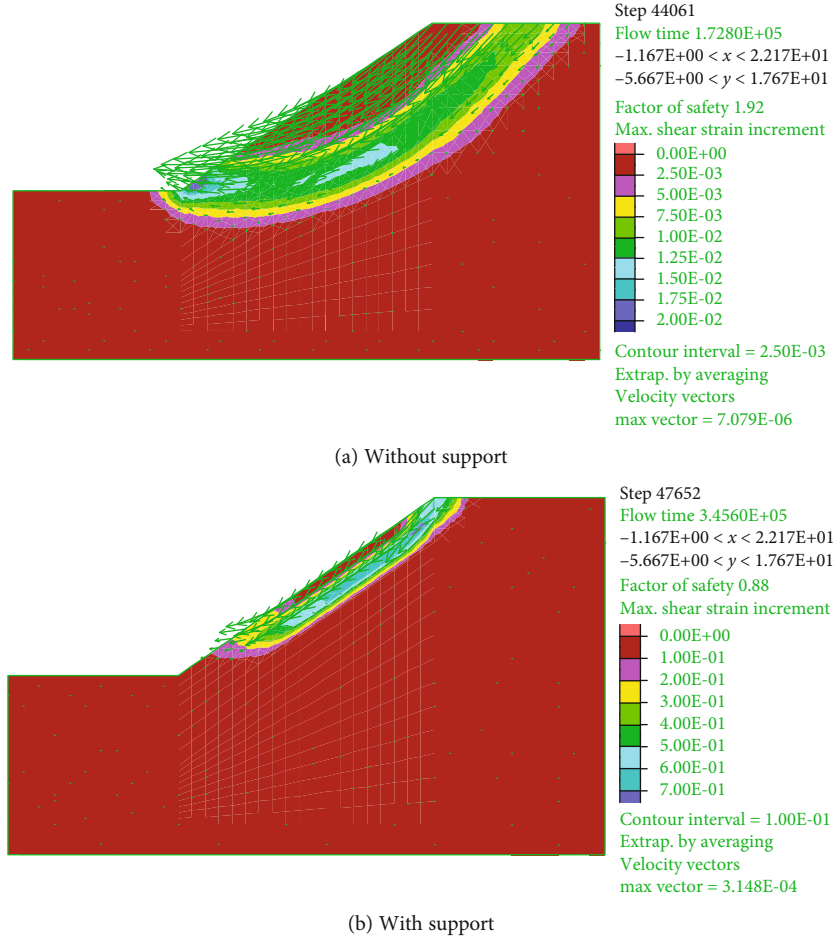 Step 44061
Flow time 1.7280E+05
–1.167E+00 < x < 2.217E+01
–5.667E+00 < y < 1.767E+01
Factor of safety 1.92
Max. shear strain increment
0.00E+00
2.50E-03
5.00E-03
7.50E-03
1.00E-02
1.25E-02
1.50E-02
1.75E-02
2.00E-02
Contour interval = 2.50E-03
Extrap. by averaging
Velocity vectors
max vector = 7.079E-06
(a) Without support
Step 47652
Flow time 3.4560E+05
–1.167E+00 < x < 2.217E+01
–5.667E+00 < y < 1.767E+01
Factor of safety 0.88
Max. shear strain increment
0.00E+00
1.00E-01
2.00E-01
3.00E-01
4.00E-01
5.00E-01
6.00E-01
7.00E-01
Contour interval = 1.00E-01
Extrap. by averaging
Velocity vectors
max vector = 3.148E-04
(b) With support